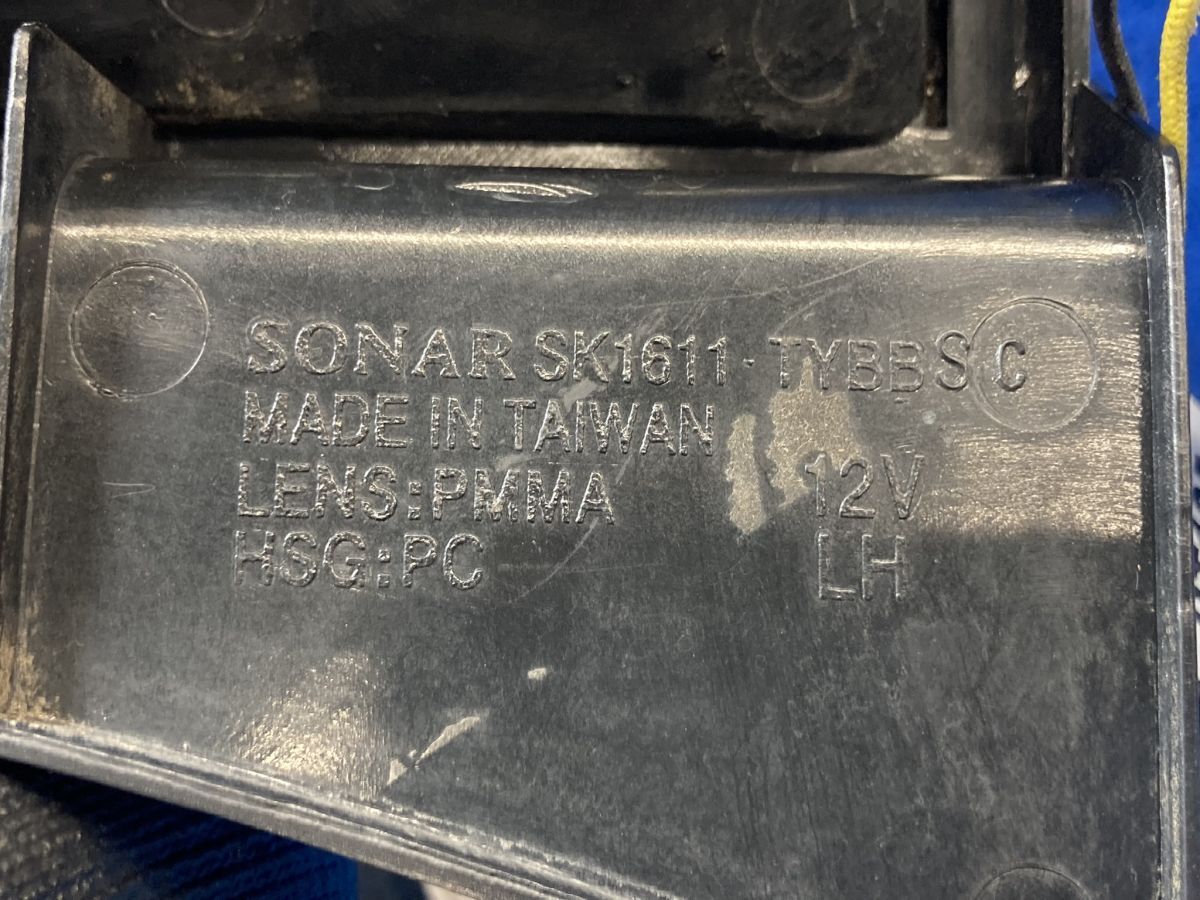 SONAR SK1611-TYBBSC
MADE IN TAIWAN
LENS:PMMA 12V
HSG:PC LH